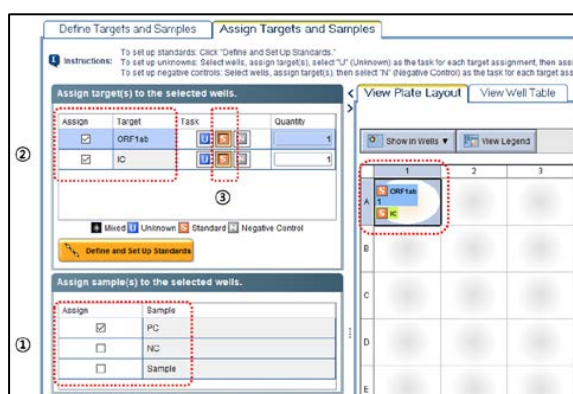 Define Targets and Samples
Assign Targets and Samples
Instructions:
To set up standards: Click "Define and Set Up Standards."
To set up unknowns: Select wells, assign target(s), select "U" (Unknown) as the task for each target assignment, then assi
To set up negative controls: Select wells, assign target(s), then select "N" (Negative Control) as the task for each target ass
Assign target(s) to the selected wells.
Assign Target Task Quantity
ORF1ab U S N 1
IC U S N 1
②
③
Mixed U Unknown S Standard N Negative Control
Define and Set Up Standards
Assign sample(s) to the selected wells.
Assign Sample
PC
NC
Sample
①
View Plate Layout
View Well Table
Show in Wells ▼
View Legend
1 2 3
A
S ORF1ab
1
S IC
B
C
D
E